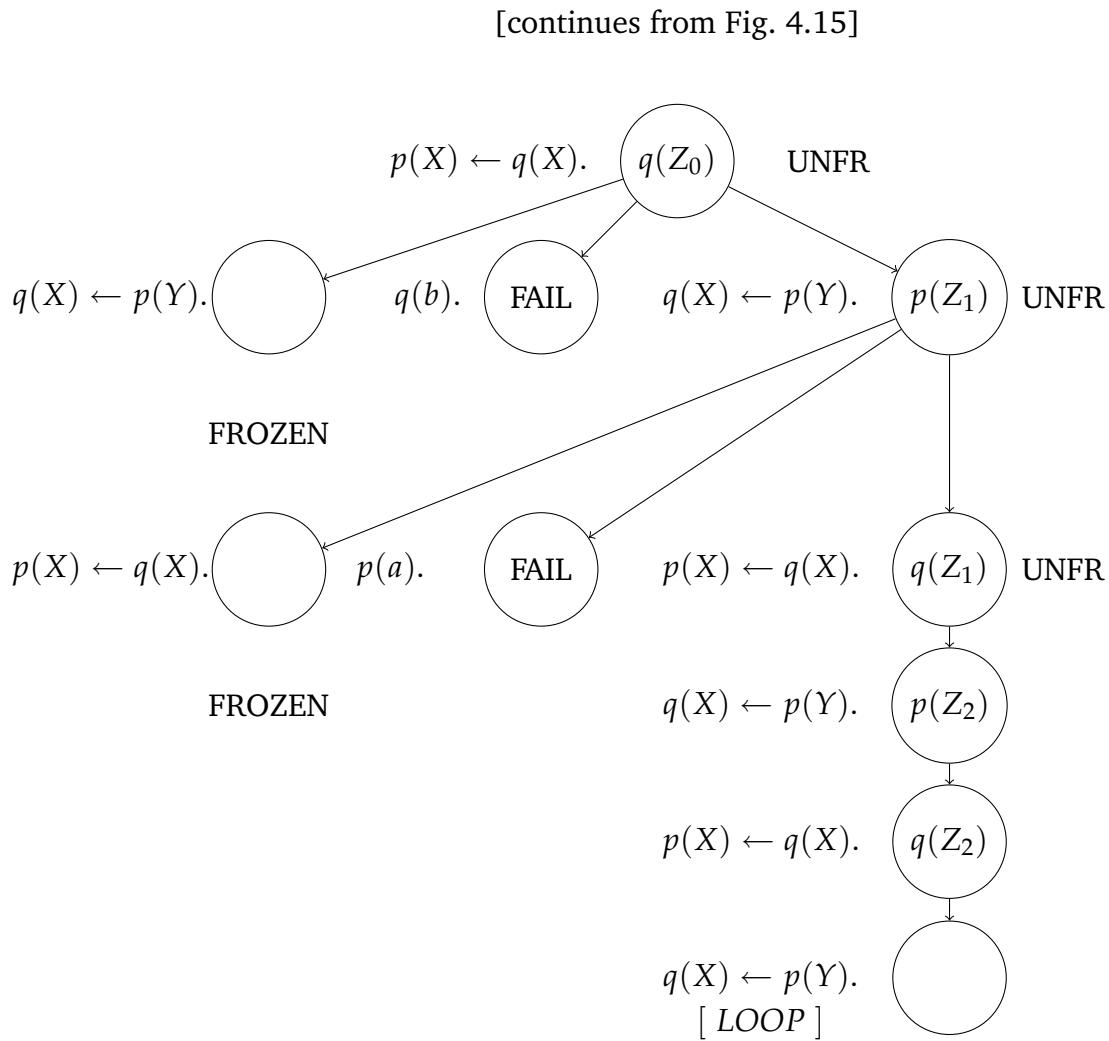 [continues from Fig. 4.15]
p(X) ← q(X). q(Z₀) UNFR
q(X) ← p(Y). q(b). FAIL q(X) ← p(Y). p(Z₁) UNFR
FROZEN
p(X) ← q(X). p(a). FAIL p(X) ← q(X). q(Z₁) UNFR
FROZEN q(X) ← p(Y). p(Z₂)
p(X) ← q(X). q(Z₂)
q(X) ← p(Y).
[ LOOP ]